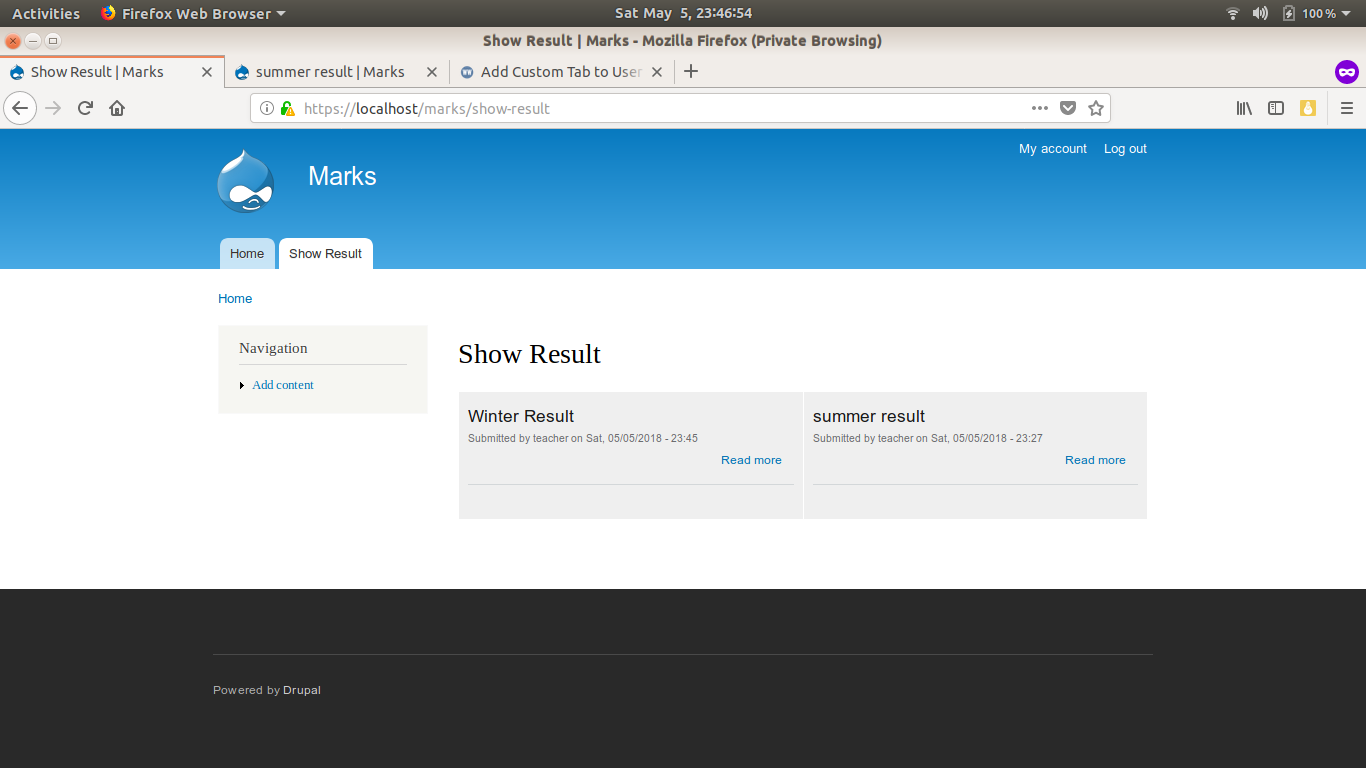 Activities Firefox Web Browser Sat May 5, 23:46:54 100 %
Show Result | Marks - Mozilla Firefox (Private Browsing)
Show Result | Marks summer result | Marks Add Custom Tab to User
https://localhost/marks/show-result
My account Log out
Marks
Home Show Result
Home
Navigation
Add content
Show Result
Winter Result
Submitted by teacher on Sat, 05/05/2018 - 23:45
Read more
summer result
Submitted by teacher on Sat, 05/05/2018 - 23:27
Read more
Powered by Drupal